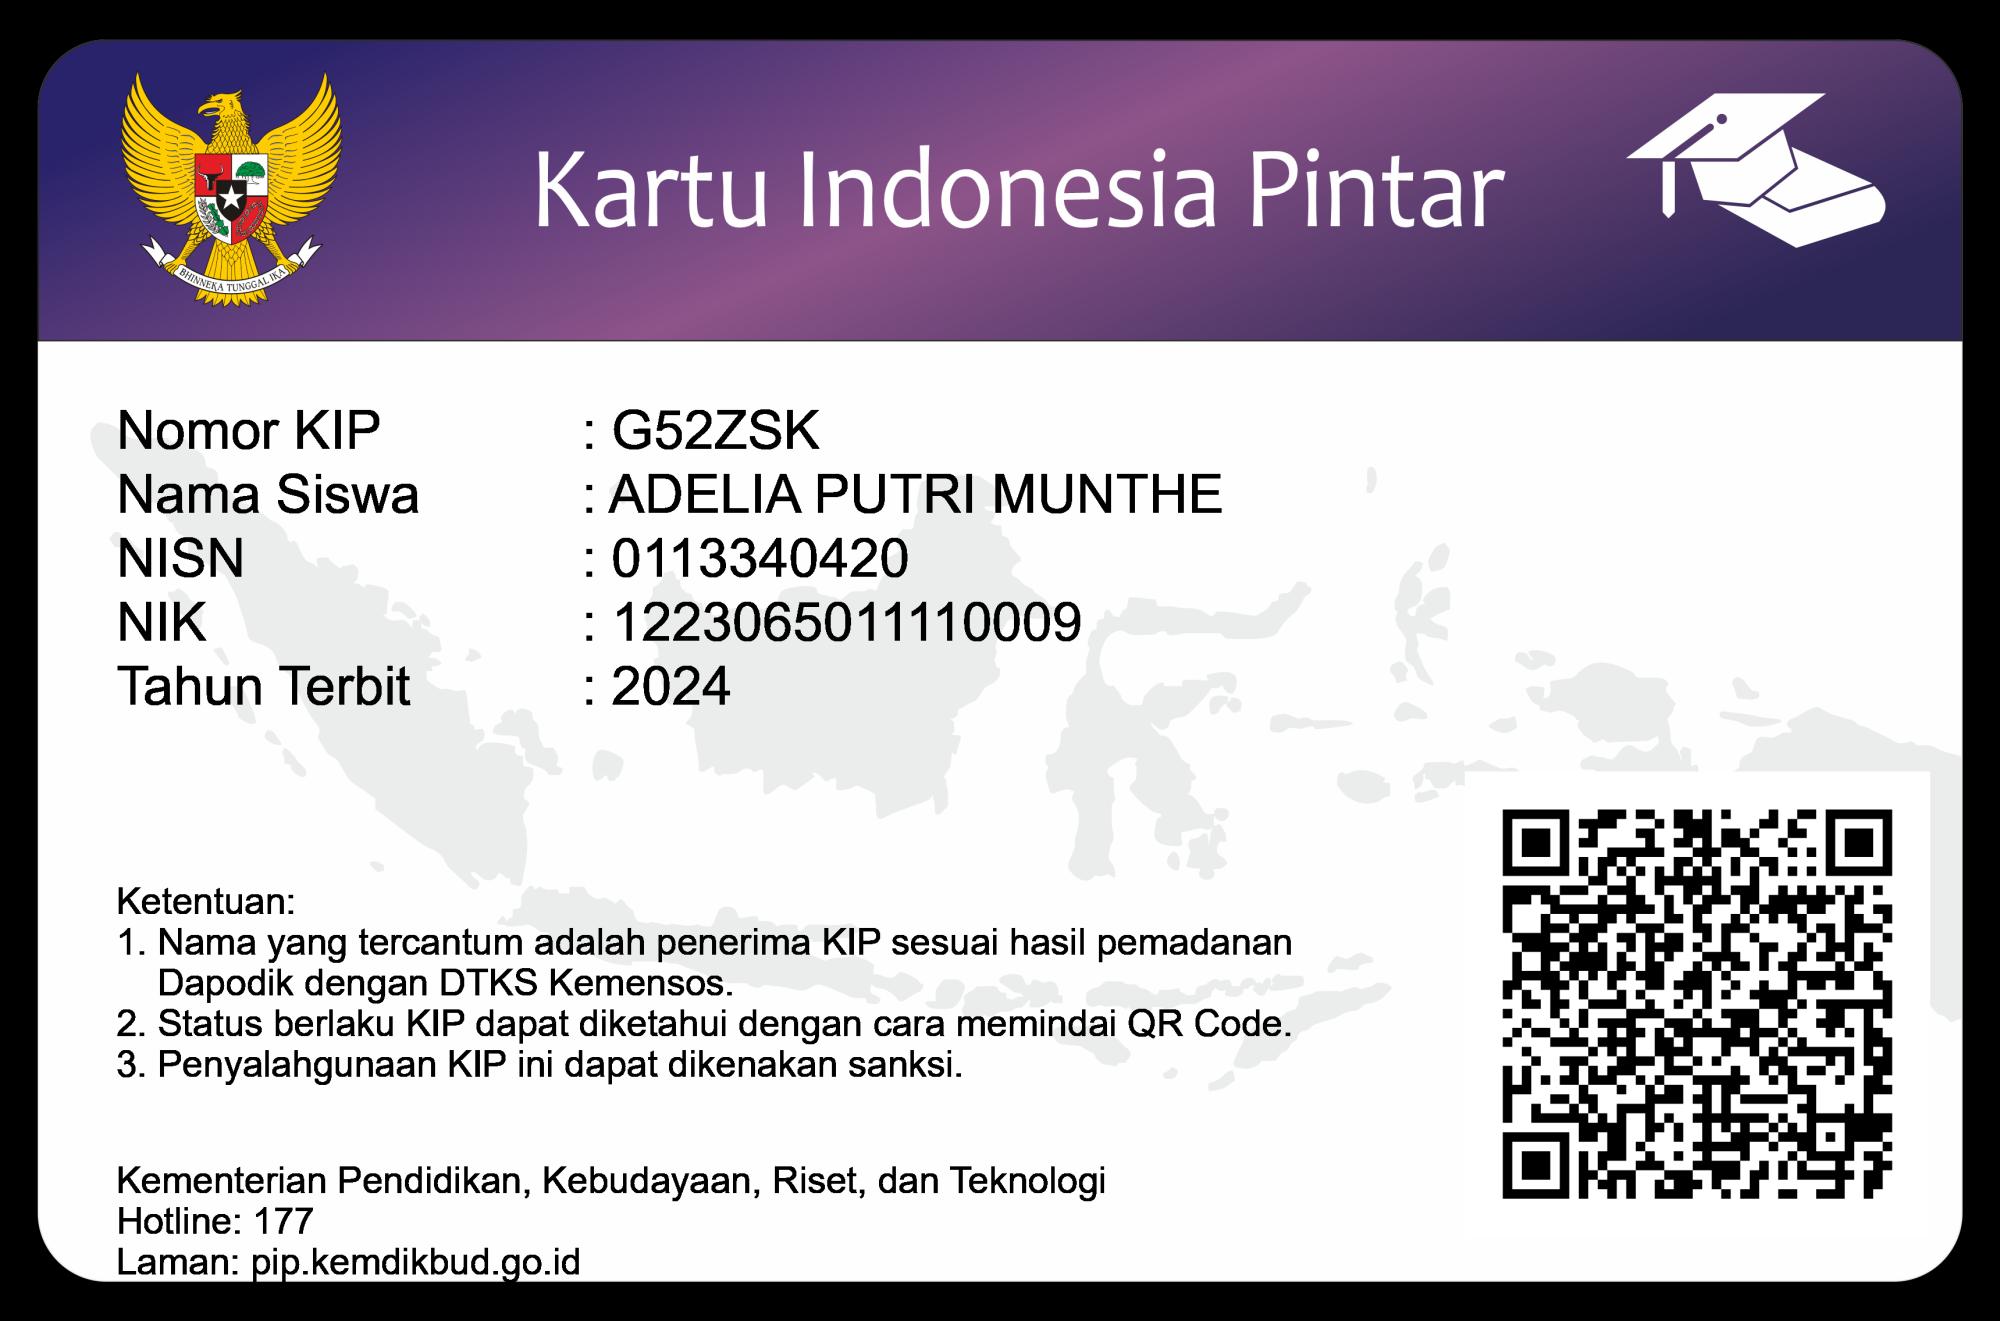 BHINNEKA TUNGGAL IKA
Kartu Indonesia Pintar
Nomor KIP : G52ZSK
Nama Siswa : ADELIA PUTRI MUNTHE
NISN : 0113340420
NIK : 1223065011110009
Tahun Terbit : 2024
Ketentuan:
1. Nama yang tercantum adalah penerima KIP sesuai hasil pemadanan
Dapodik dengan DTKS Kemensos.
2. Status berlaku KIP dapat diketahui dengan cara memindai QR Code.
3. Penyalahgunaan KIP ini dapat dikenakan sanksi.
Kementerian Pendidikan, Kebudayaan, Riset, dan Teknologi
Hotline: 177
Laman: pip.kemdikbud.go.id